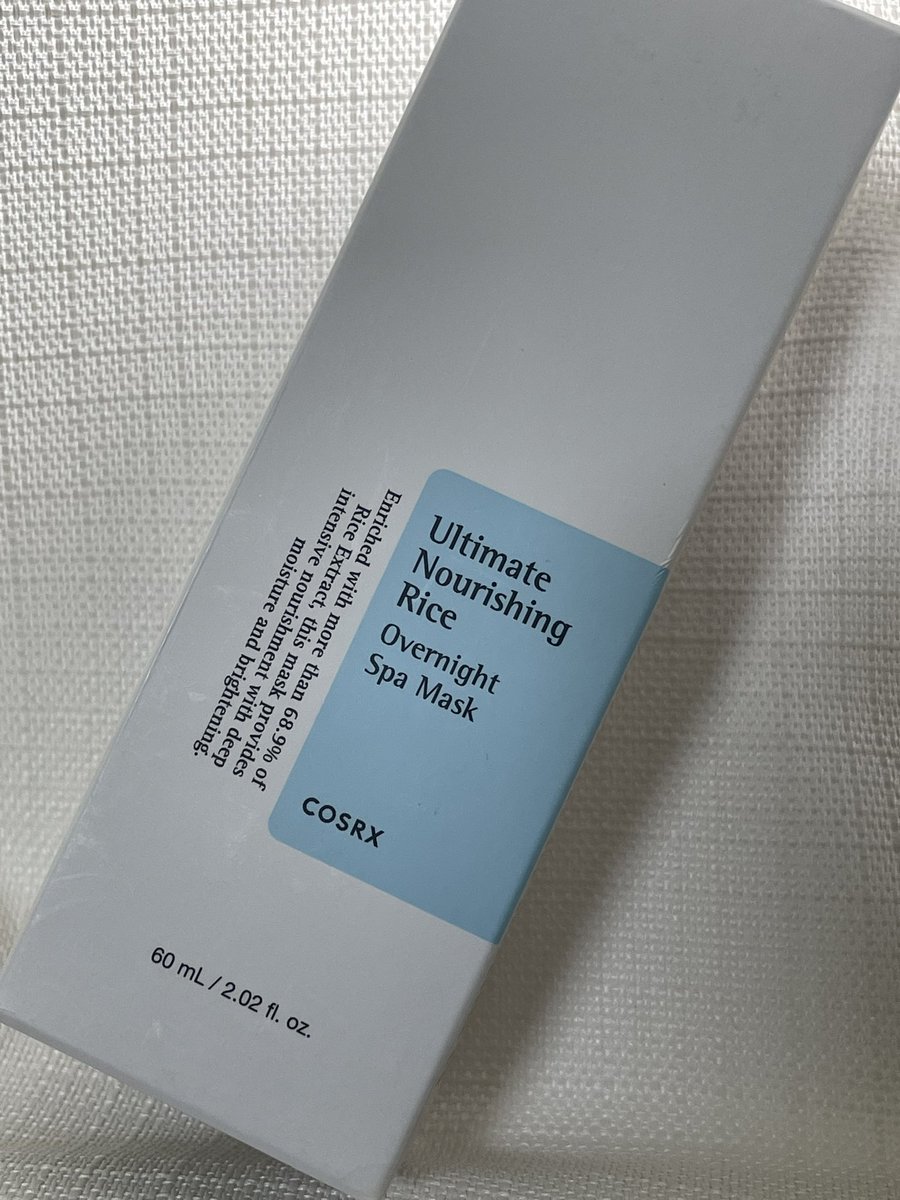 Ultimate
Nourishing
Rice
Overnight
Spa Mask
COSRX
Enriched with more than 68.9% of
Rice Extract, this mask provides
intensive nourishment with deep
moisture and brightening.
60 mL / 2.02 fl. oz.